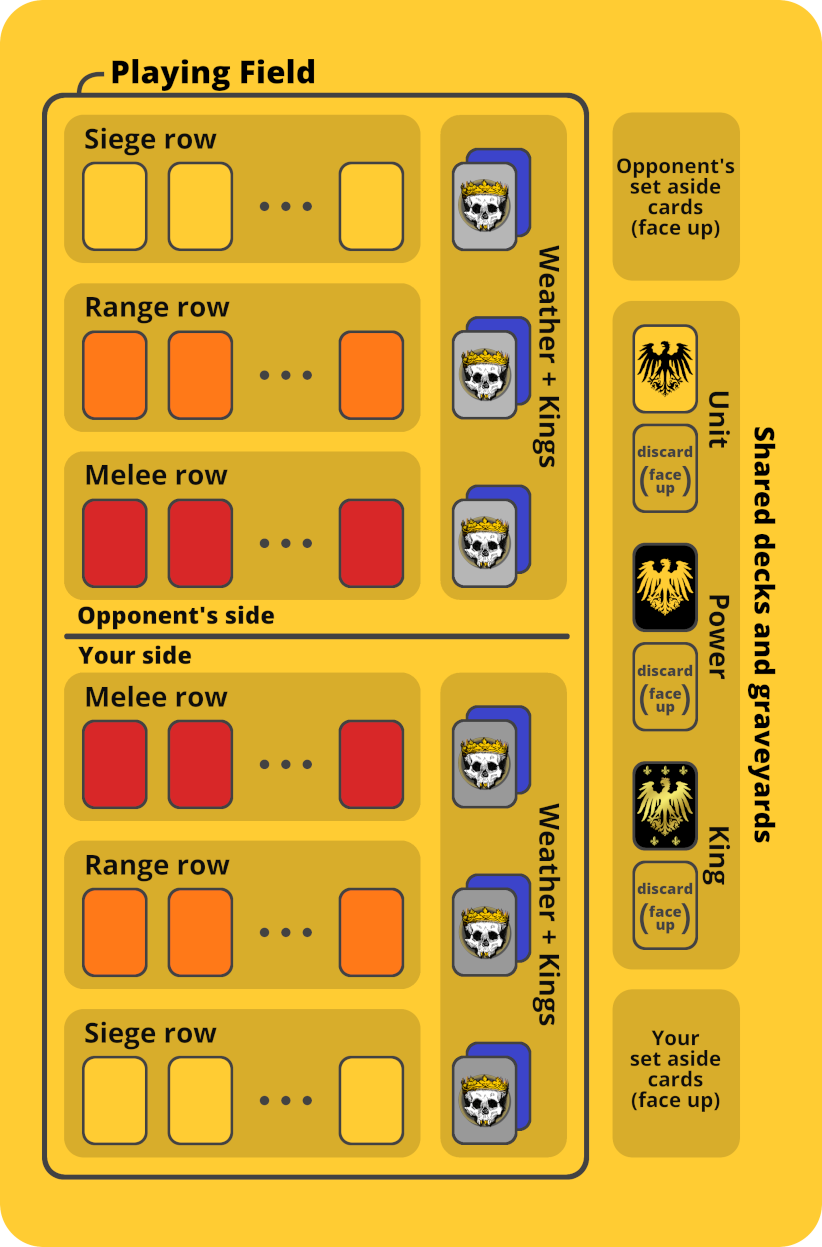 Playing Field
Siege row
Range row
Melee row
Weather + Kings
Opponent's side
Your side
Melee row
Range row
Siege row
Weather + Kings
Opponent's
set aside
cards
(face up)
Unit
discard
(face
up)
Power
discard
(face
up)
King
discard
(face
up)
Shared decks and graveyards
Your
set aside
cards
(face up)